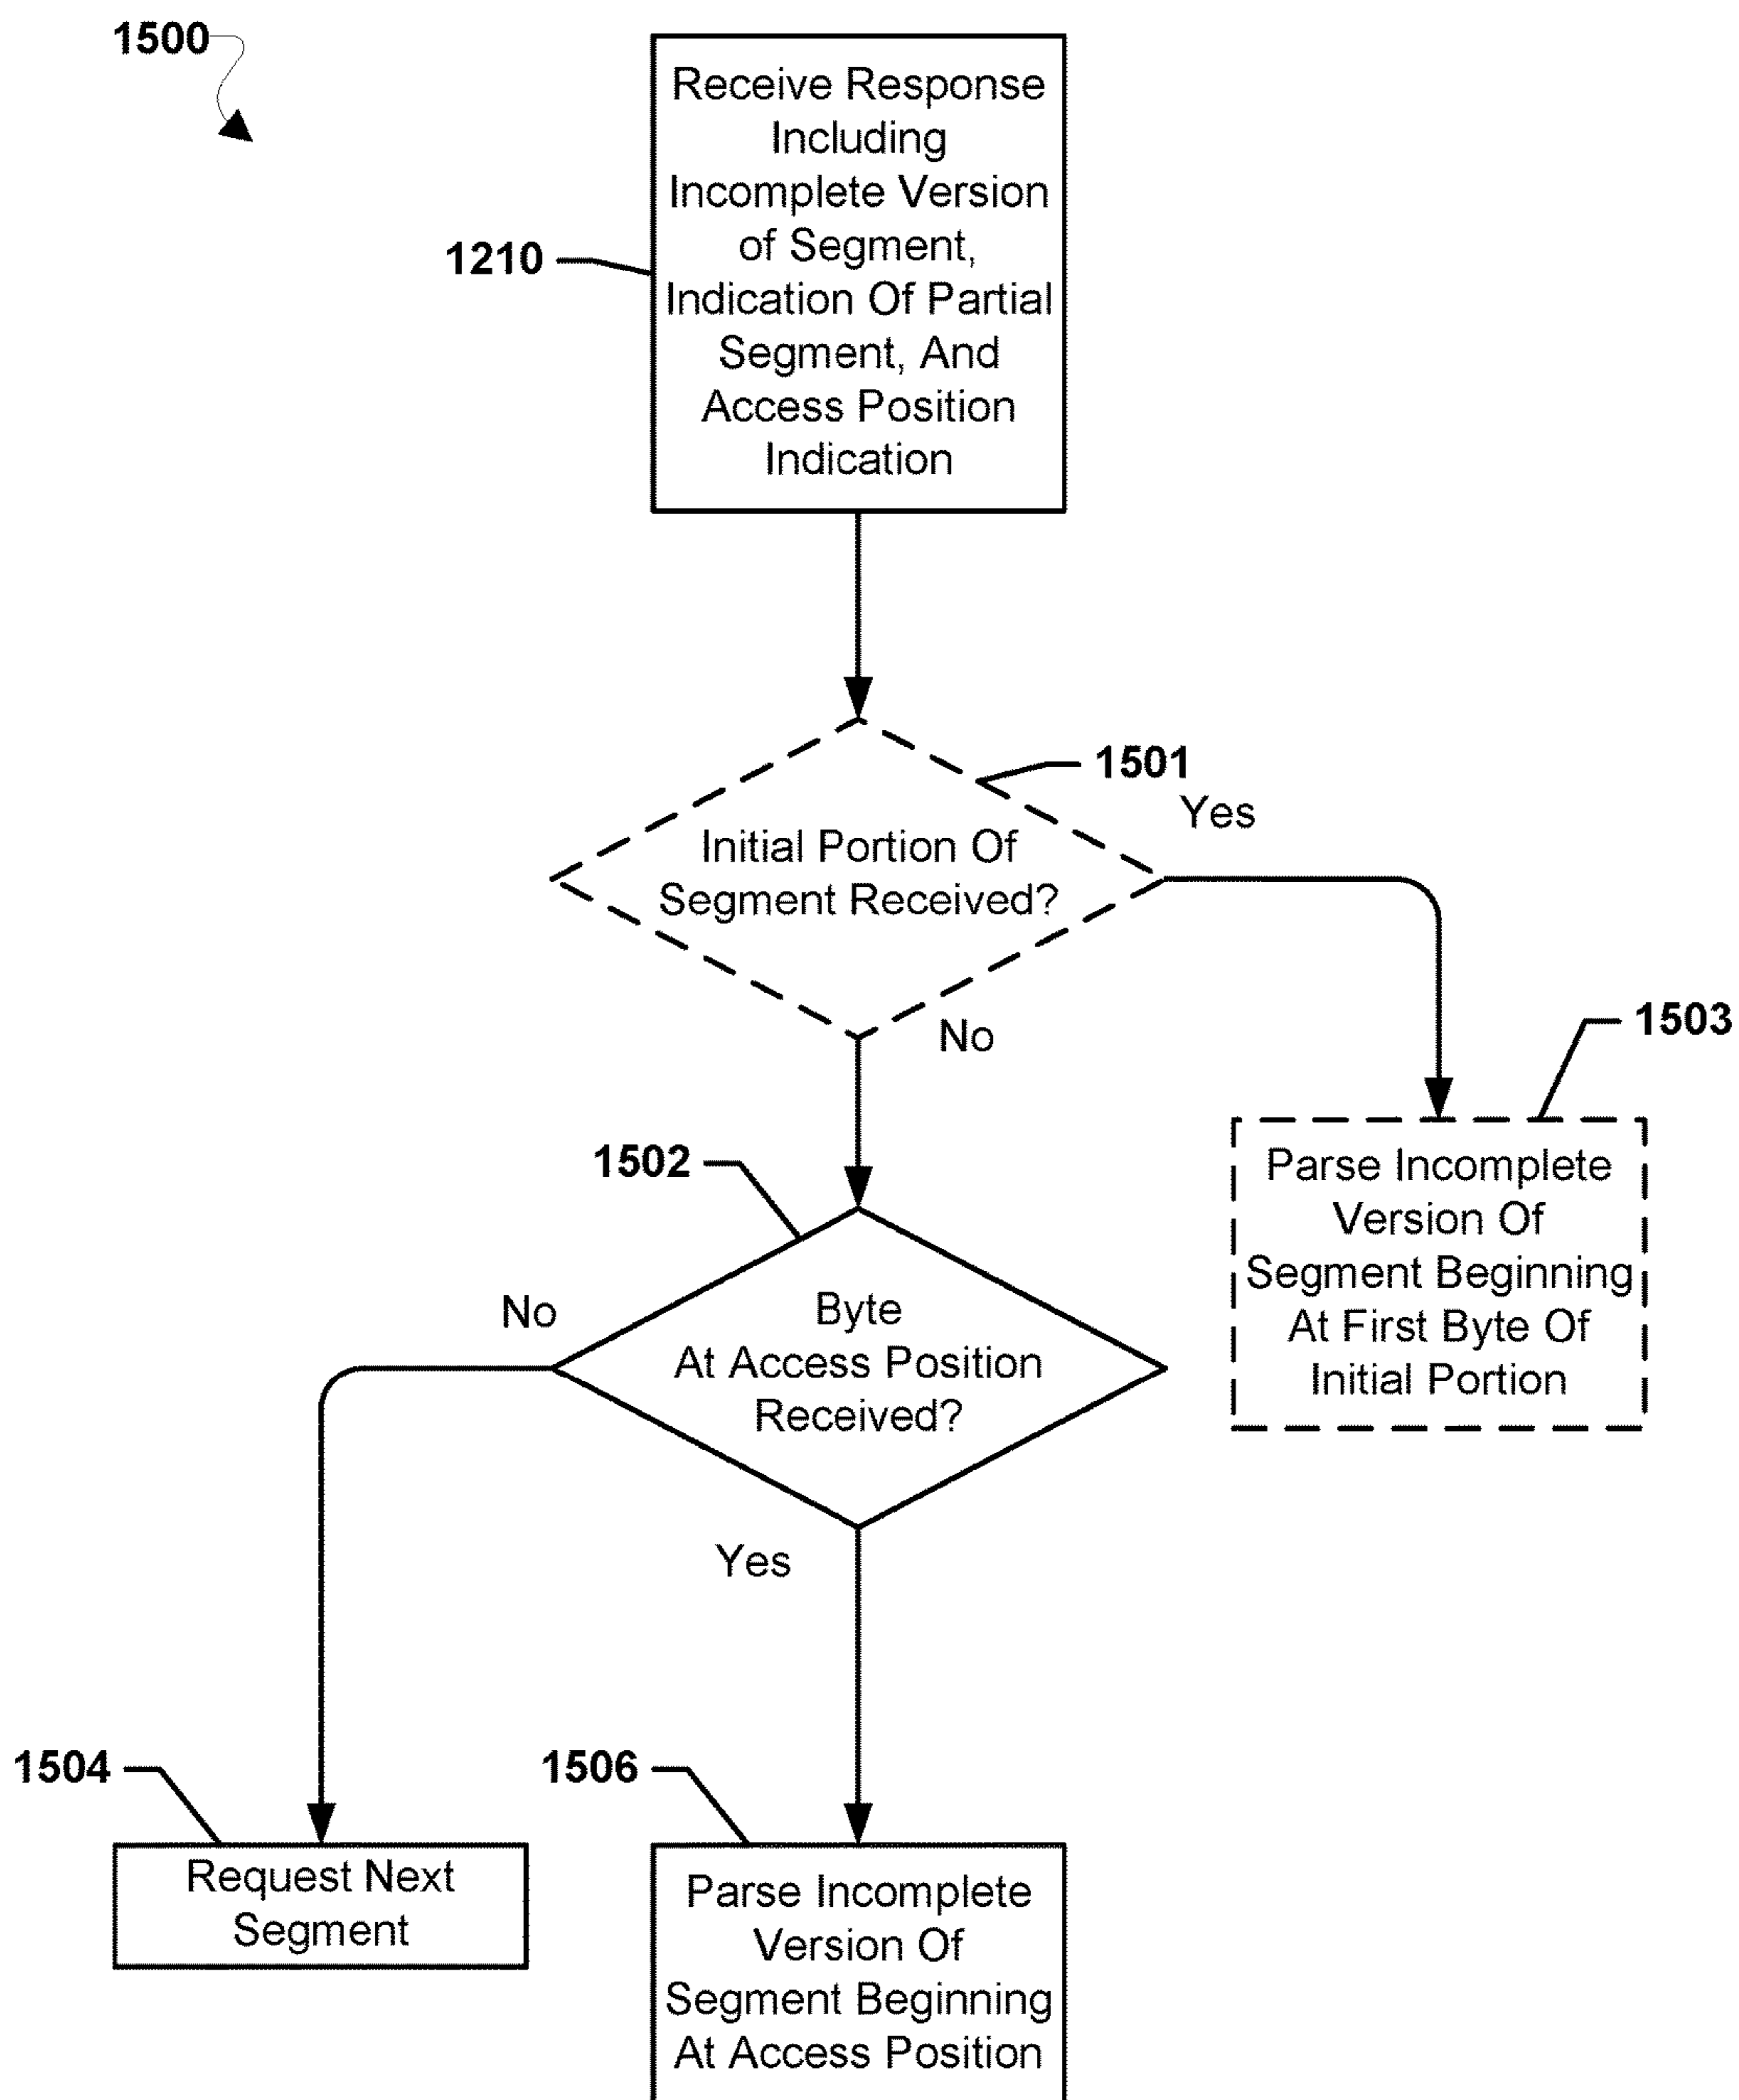 1500
Receive Response
Including
Incomplete Version
of Segment,
Indication Of Partial
Segment, And
Access Position
Indication
1210
1501
Yes
Initial Portion Of
Segment Received?
No
1503
Parse Incomplete
Version Of
Segment Beginning
At First Byte Of
Initial Portion
1502
No
Byte
At Access Position
Received?
Yes
1504
Request Next
Segment
1506
Parse Incomplete
Version Of
Segment Beginning
At Access Position